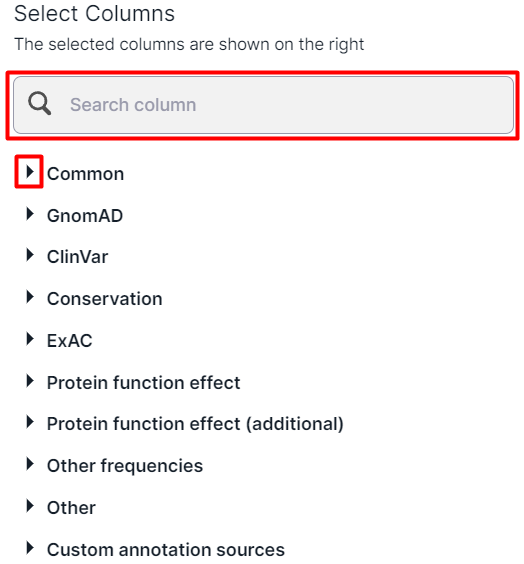 Select Columns
The selected columns are shown on the right
Search column
Common
GnomAD
ClinVar
Conservation
ExAC
Protein function effect
Protein function effect (additional)
Other frequencies
Other
Custom annotation sources